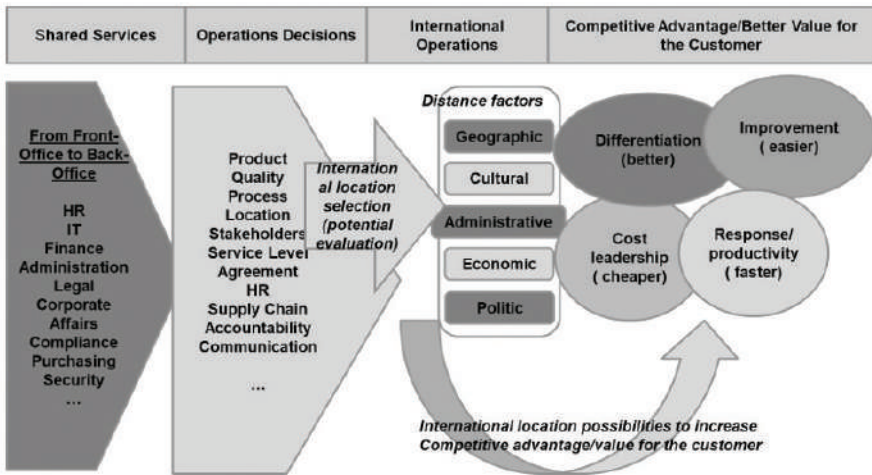 Shared Services
Operations Decisions
International
Operations
Competitive Advantage/Better Value for
the Customer
From Front-
Office to Back-
Office
HR
IT
Finance
Administration
Legal
Corporate
Affairs
Compliance
Purchasing
Security
...
Product
Quality
Process
Location
Stakeholders
Service Level
Agreement
HR
Supply Chain
Accountability
Communication
...
Internation
al location
selection
(potential
evaluation)
Distance factors
Geographic
Cultural
Administrative
Economic
Politic
Differentiation
(better)
Improvement
( easier)
Cost
leadership
( cheaper)
Response/
productivity
( faster)
International location possibilities to increase
Competitive advantage/value for the customer